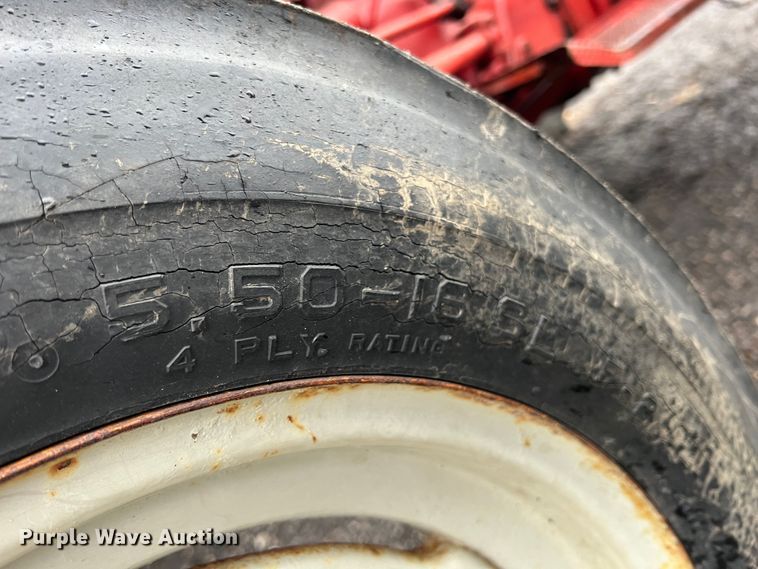 5.50-16 SL
4 PLY. RATING
Purple Wave Auction